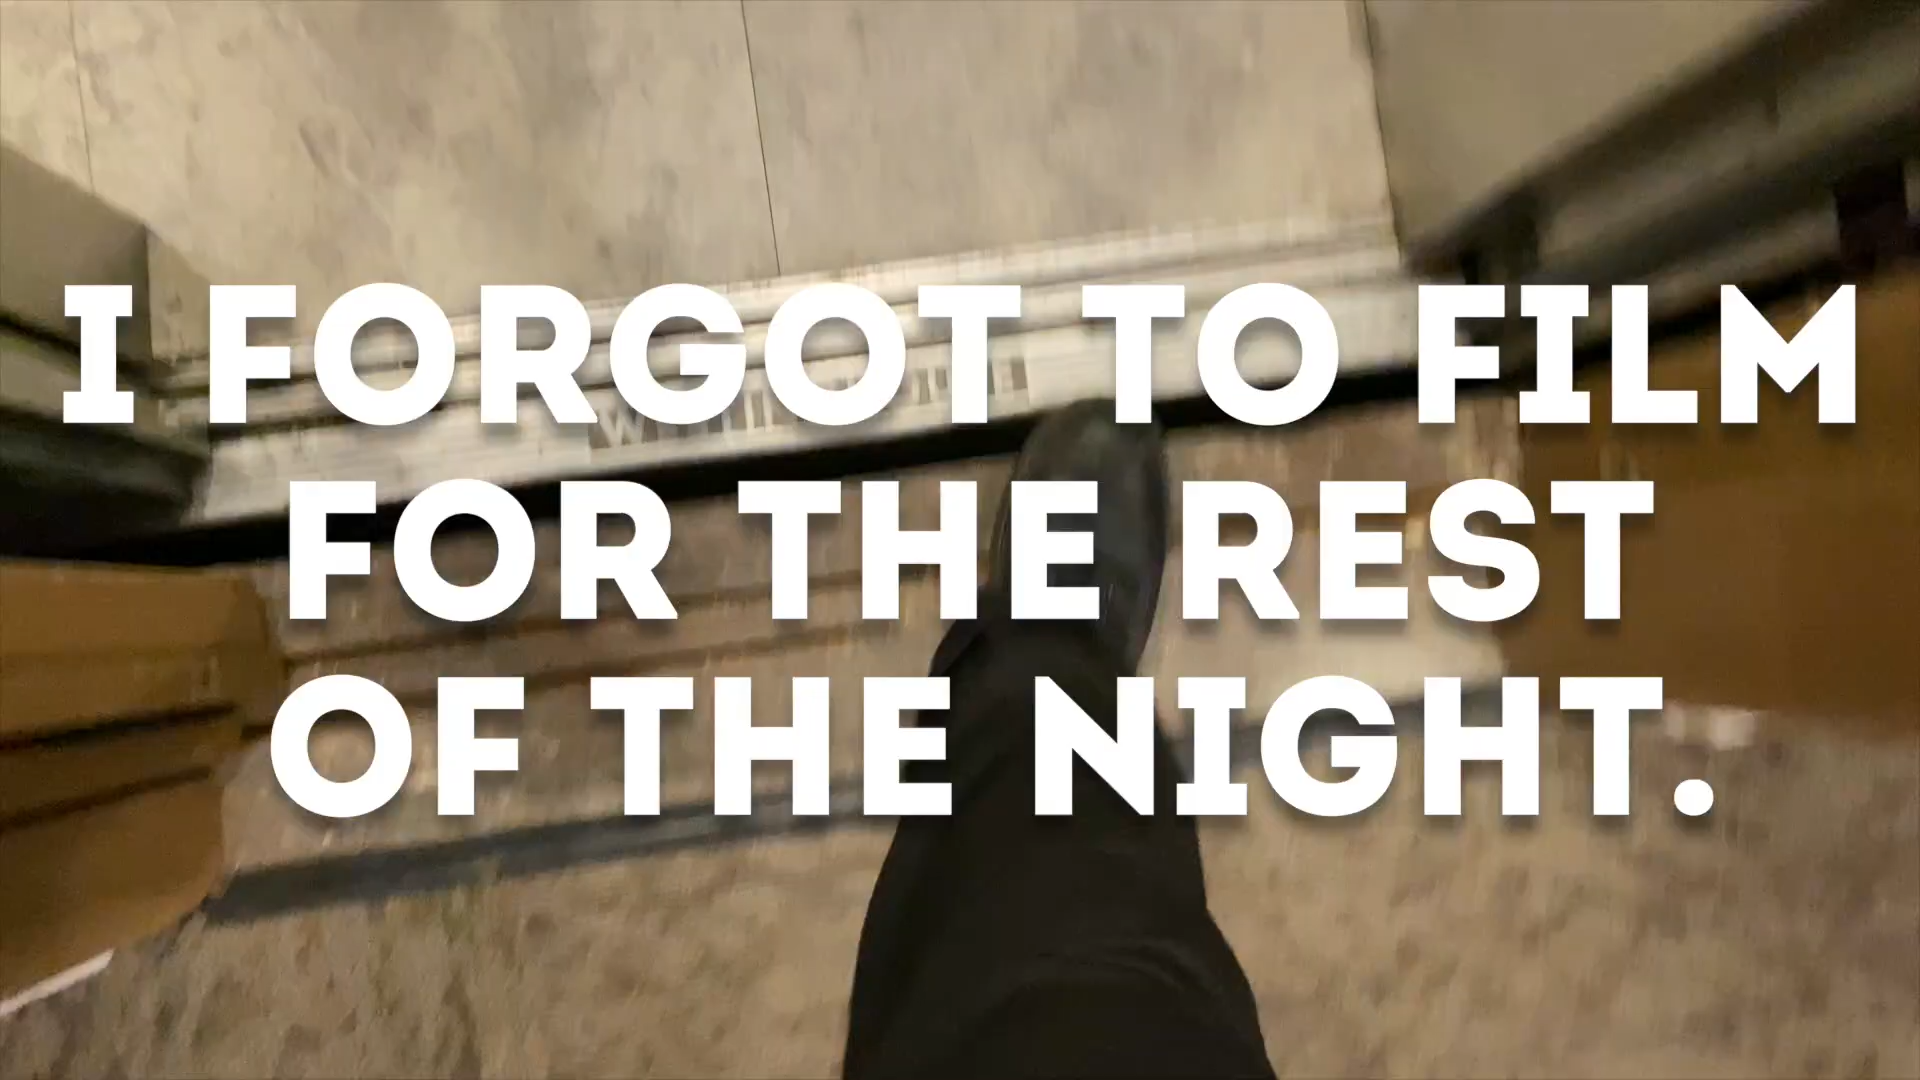 I FORGOT TO FILM
FOR THE REST
OF THE NIGHT.